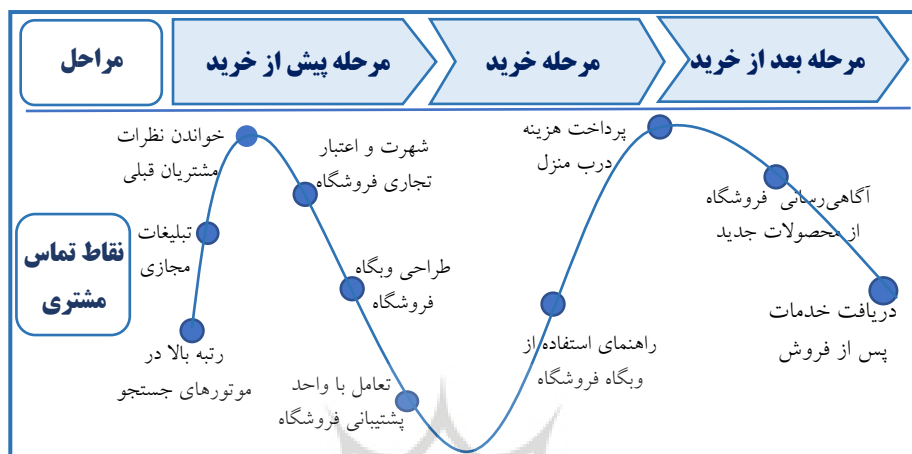 مراحل
مرحله پیش از خرید
مرحله خرید
مرحله بعد از خرید
نقاط تماس
مشتری
رتبه بالا در
موتورهای جستجو
تبلیغات
مجازی
خواندن نظرات
مشتریان قبلی
شهرت و اعتبار
تجاری فروشگاه
طراحی وبگاه
فروشگاه
تعامل با واحد
پشتیبانی فروشگاه
راهنمای استفاده از
وبگاه فروشگاه
پرداخت هزینه
درب منزل
آگاهی‌رسانی فروشگاه
از محصولات جدید
دریافت خدمات
پس از فروش